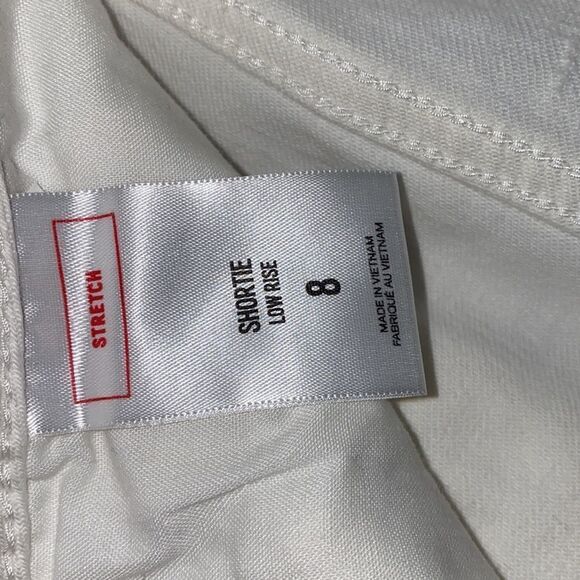 STRETCH
SHORTIE
LOW RISE
8
MADE IN VIETNAM
FABRIQUÉ AU VIETNAM